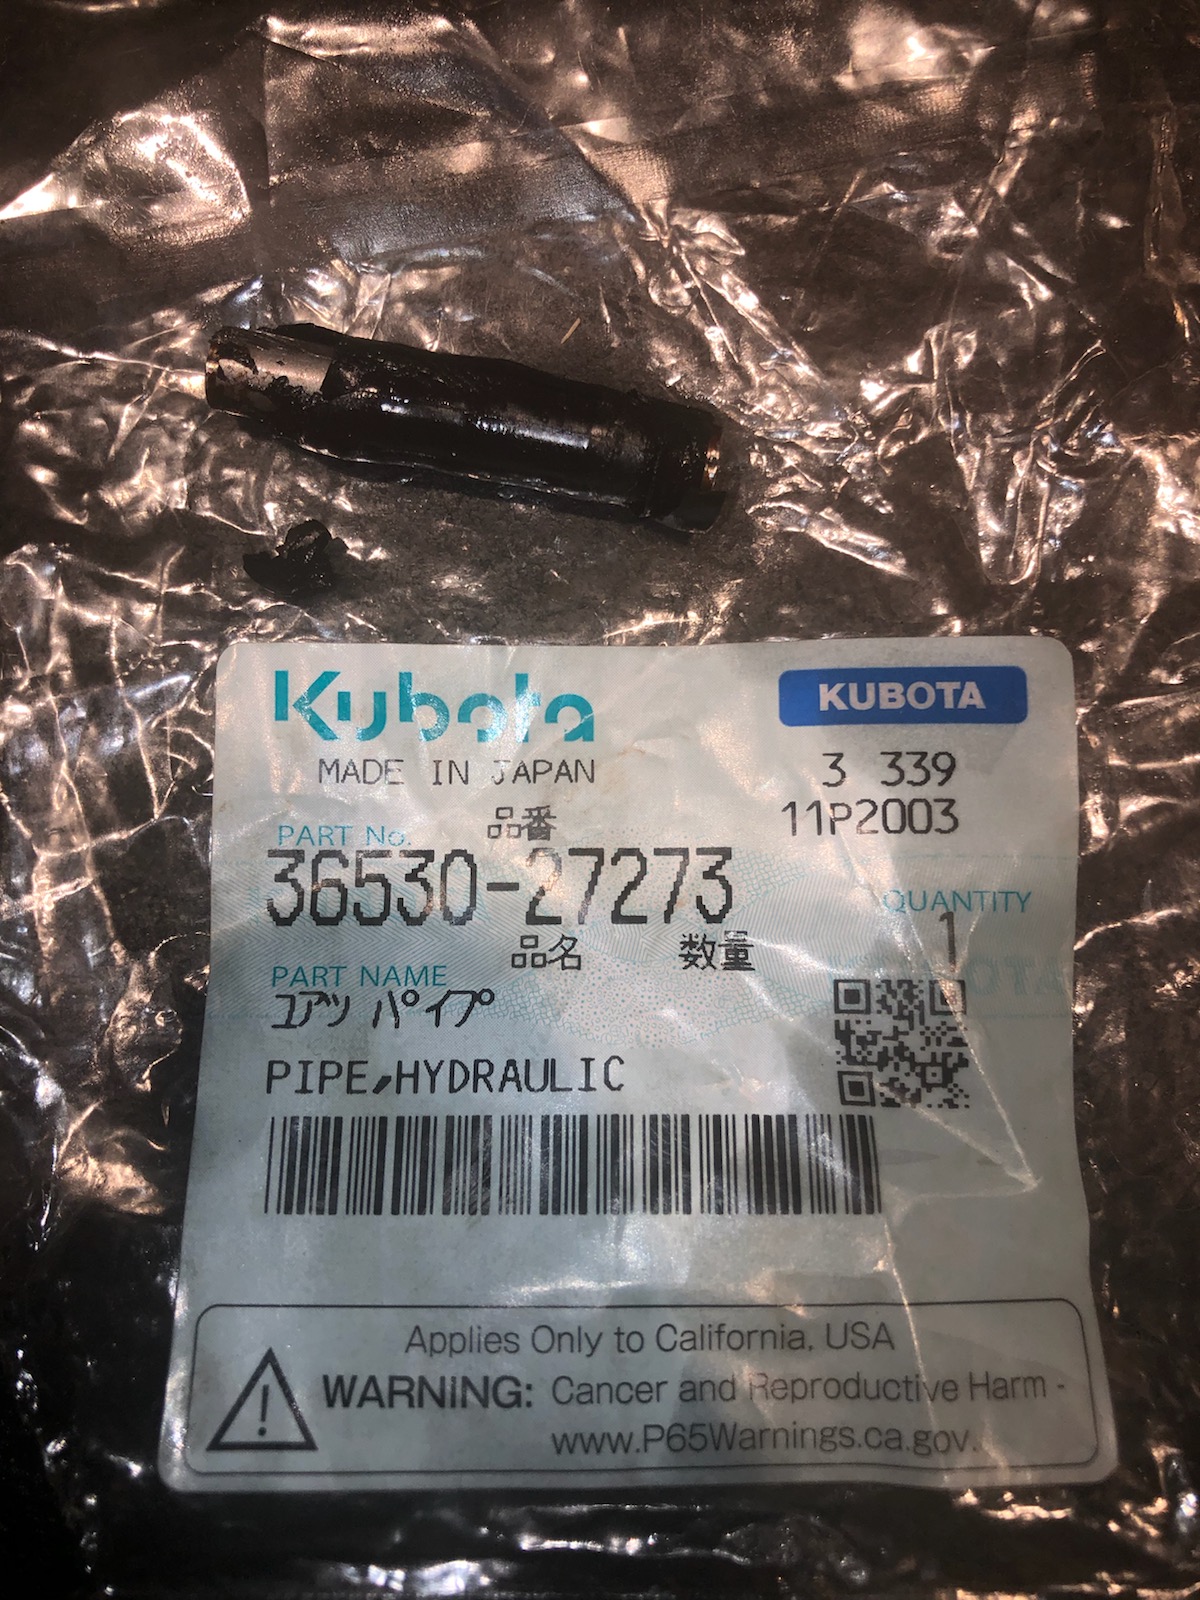 Kubota
KUBOTA
MADE IN JAPAN
3 339
品番
11P2003
PART No.
36530-27273
QUANTITY
1
品名 数量
PART NAME
ユアツ パイプ
PIPE,HYDRAULIC
Applies Only to California, USA
WARNING: Cancer and Reproductive Harm -
www.P65Warnings.ca.gov.